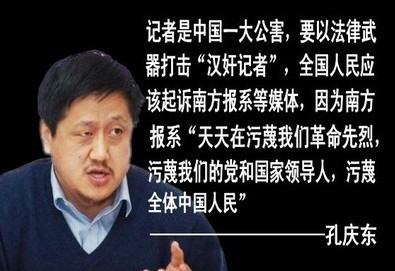 记者是中国一大公害，要以法律武
器打击“汉奸记者”，全国人民应
该起诉南方报系等媒体，因为南方
报系“天天在污蔑我们革命先烈，
污蔑我们的党和国家领导人，污蔑
全体中国人民”
——————————孔庆东